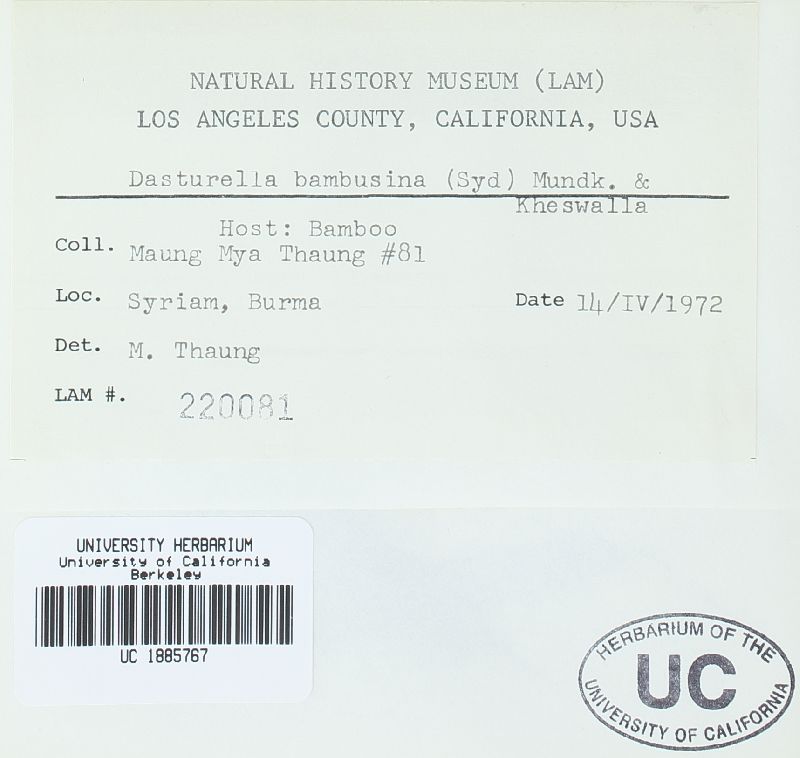 NATURAL HISTORY MUSEUM (LAM)
LOS ANGELES COUNTY, CALIFORNIA, USA
Dasturella bambusina (Syd) Mundk. &
Kheswalla
Host: Bamboo
Coll. Maung Mya Thaung #81
Loc. Syriam, Burma Date 14/IV/1972
Det. M. Thaung
LAM #. 220081
UNIVERSITY HERBARIUM
University of California
Berkeley
UC 1885767
HERBARIUM OF THE
UC
UNIVERSITY OF CALIFORNIA